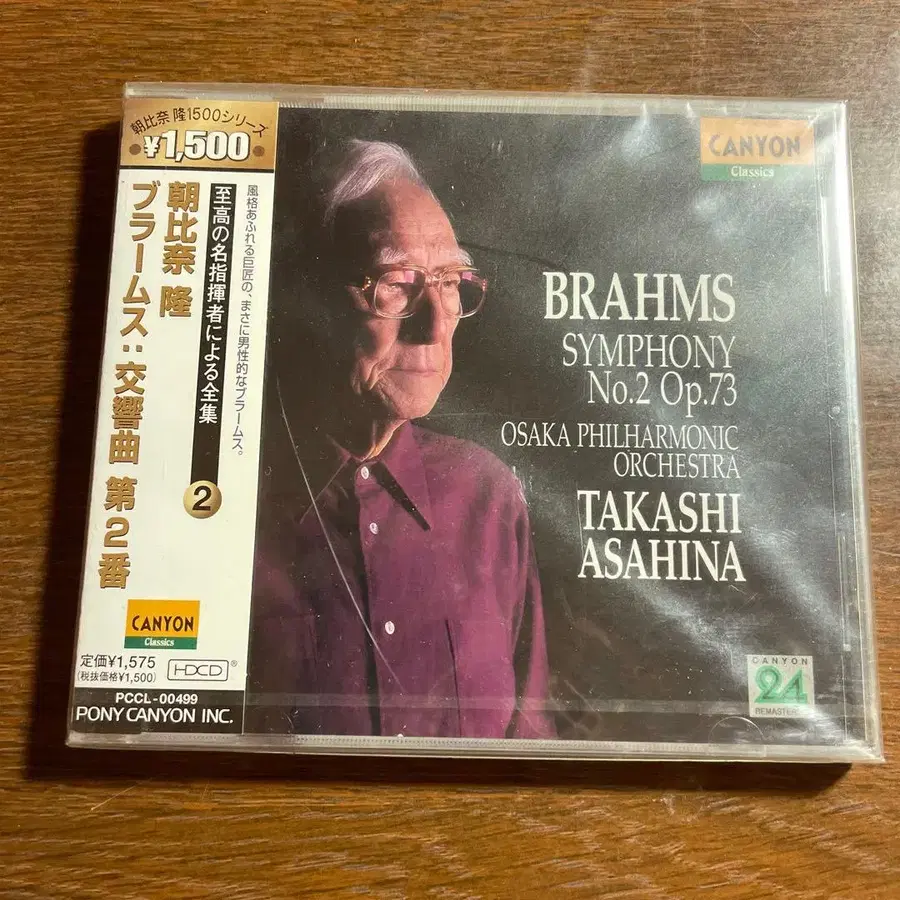 朝比奈 隆1500シリーズ
¥1,500
風格あふれる巨匠の、まさに男性的なブラームス。
至高の名指揮者による全集
2
朝比奈 隆
ブラームス:交響曲 第2番
CANYON
Classics
定価¥1,575
(税抜価格¥1,500)
HDCD®
PCCL-00499
PONY CANYON INC.
CANYON
Classics
BRAHMS
SYMPHONY
No.2 Op.73
OSAKA PHILHARMONIC
ORCHESTRA
TAKASHI
ASAHINA
CANYON
24